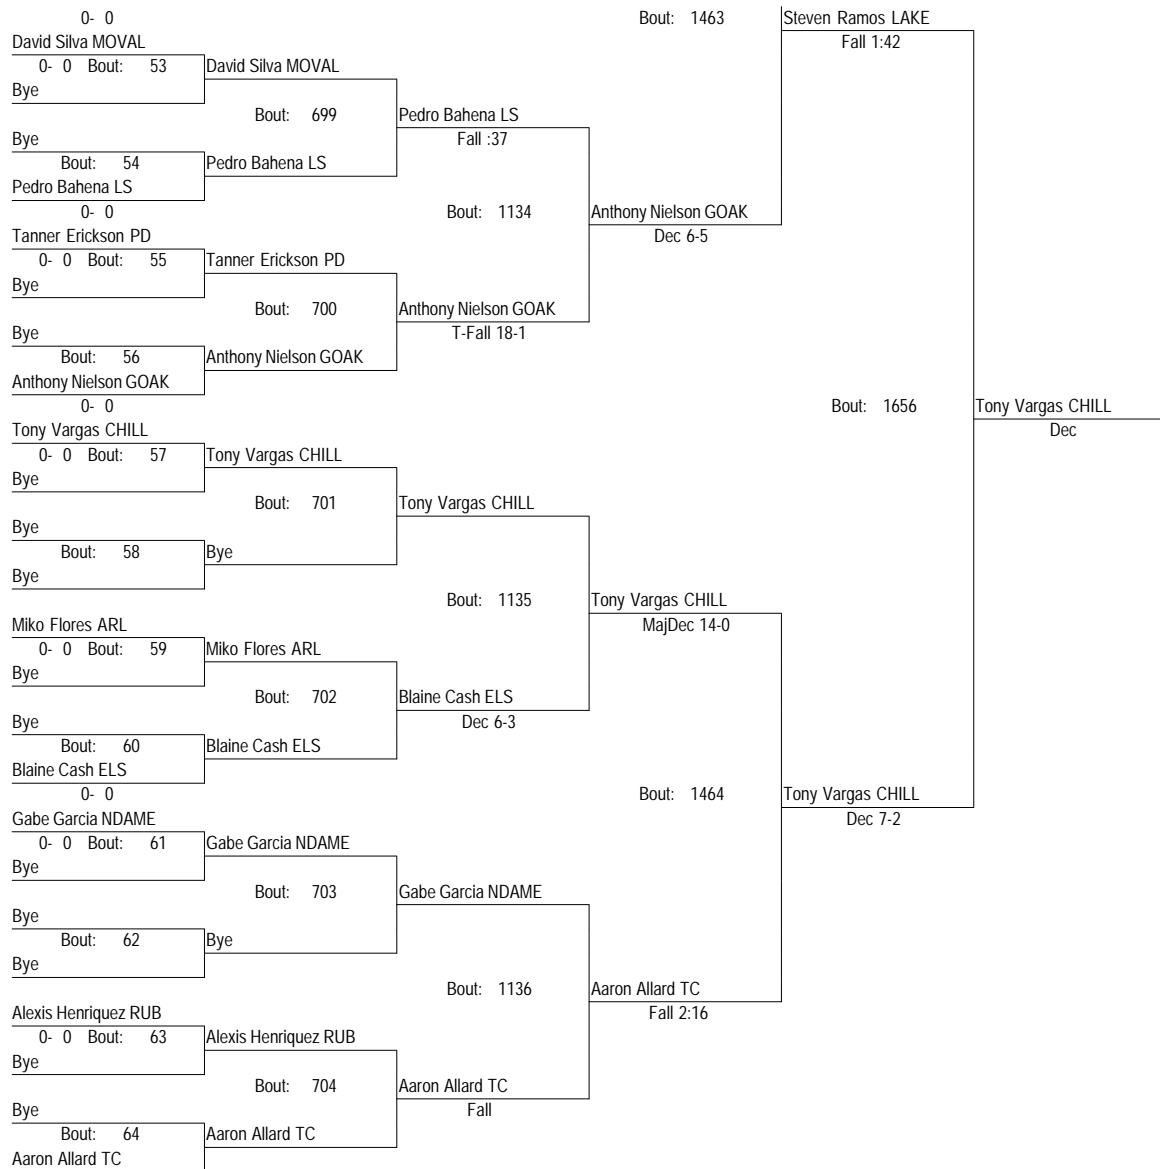 0- 0
Bout: 1463
Steven Ramos LAKE
David Silva MOVAL
Fall 1:42
0- 0 Bout: 53
David Silva MOVAL
Bye
Bout: 699
Pedro Bahena LS
Bye
Fall :37
Bout: 54
Pedro Bahena LS
Pedro Bahena LS
0- 0
Bout: 1134
Anthony Nielson GOAK
Tanner Erickson PD
Dec 6-5
0- 0 Bout: 55
Tanner Erickson PD
Bye
Bout: 700
Anthony Nielson GOAK
Bye
T-Fall 18-1
Bout: 56
Anthony Nielson GOAK
Anthony Nielson GOAK
0- 0
Bout: 1656
Tony Vargas CHILL
Tony Vargas CHILL
Dec
0- 0 Bout: 57
Tony Vargas CHILL
Bye
Bout: 701
Tony Vargas CHILL
Bye
Bout: 58
Bye
Bye
Bout: 1135
Tony Vargas CHILL
Miko Flores ARL
MajDec 14-0
0- 0 Bout: 59
Miko Flores ARL
Bye
Bout: 702
Blaine Cash ELS
Bye
Dec 6-3
Bout: 60
Blaine Cash ELS
Blaine Cash ELS
0- 0
Bout: 1464
Tony Vargas CHILL
Gabe Garcia NDAME
Dec 7-2
0- 0 Bout: 61
Gabe Garcia NDAME
Bye
Bout: 703
Gabe Garcia NDAME
Bye
Bout: 62
Bye
Bye
Bout: 1136
Aaron Allard TC
Alexis Henriquez RUB
Fall 2:16
0- 0 Bout: 63
Alexis Henriquez RUB
Bye
Bout: 704
Aaron Allard TC
Bye
Fall
Bout: 64
Aaron Allard TC
Aaron Allard TC